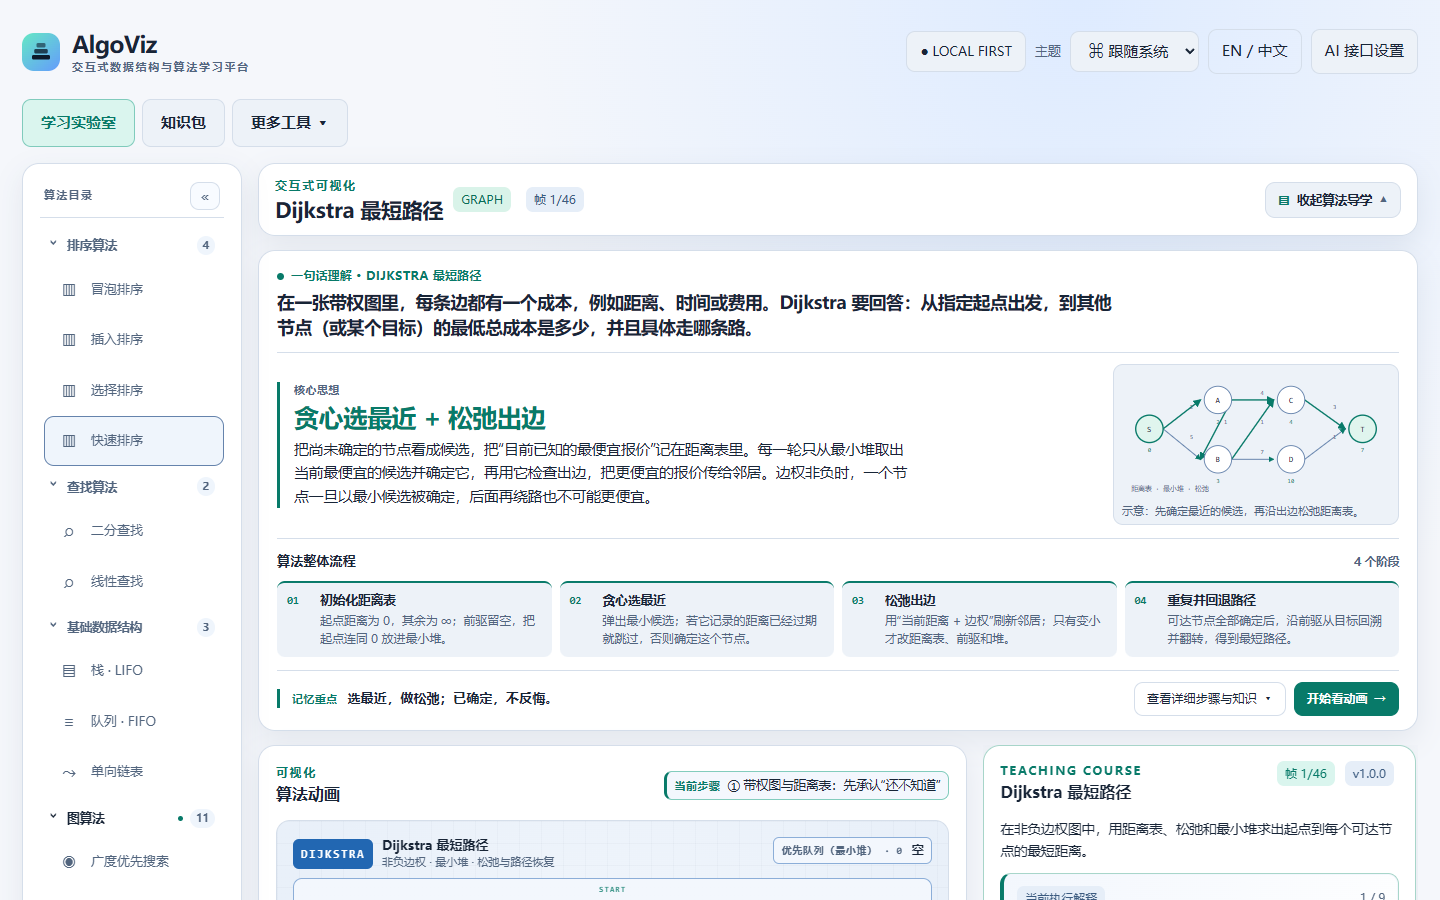 AlgoViz
交互式数据结构与算法学习平台
● LOCAL FIRST
主题
⌘ 跟随系统
EN / 中文
AI 接口设置
学习实验室
知识包
更多工具 ▾
算法目录
«
排序算法
4
冒泡排序
插入排序
选择排序
快速排序
查找算法
2
二分查找
线性查找
基础数据结构
3
栈 · LIFO
队列 · FIFO
单向链表
图算法
11
广度优先搜索
交互式可视化
Dijkstra 最短路径
GRAPH
帧 1/46
收起算法导学 ▲
一句话理解 • DIJKSTRA 最短路径
在一张带权图里，每条边都有一个成本，例如距离、时间或费用。Dijkstra 要回答：从指定起点出发，到其他
节点（或某个目标）的最低总成本是多少，并且具体走哪条路。
核心思想
贪心选最近 + 松弛出边
把尚未确定的节点看成候选，把“目前已知的最便宜报价”记在距离表里。每一轮只从最小堆取出
当前最便宜的候选并确定它，再用它检查出边，把更便宜的报价传给邻居。边权非负时，一个节
点一旦以最小候选被确定，后面再绕路也不可能更便宜。
A
C
S
T
B
D
4
3
5
1
1
4
7
0
7
3
10
距离表 · 最小堆 · 松弛
示意：先确定最近的候选，再沿出边松弛距离表。
算法整体流程
4 个阶段
01
初始化距离表
起点距离为 0，其余为 ∞；前驱留空，把
起点连同 0 放进最小堆。
02
贪心选最近
弹出最小候选；若它记录的距离已经过期
就跳过，否则确定这个节点。
03
松弛出边
用“当前距离 + 边权”刷新邻居；只有变小
才改距离表、前驱和堆。
04
重复并回退路径
可达节点全部确定后，沿前驱从目标回溯
并翻转，得到最短路径。
记忆重点
选最近，做松弛；已确定，不反悔。
查看详细步骤与知识 ▾
开始看动画 →
可视化
算法动画
当前步骤
① 带权图与距离表：先承认“还不知道”
DIJKSTRA
Dijkstra 最短路径
非负边权 · 最小堆 · 松弛与路径恢复
优先队列（最小堆） · 0 空
START
TEACHING COURSE
Dijkstra 最短路径
帧 1/46
v1.0.0
在非负边权图中，用距离表、松弛和最小堆求出起点到每个可达节
点的最短距离。
当前执行解释
1 / 9